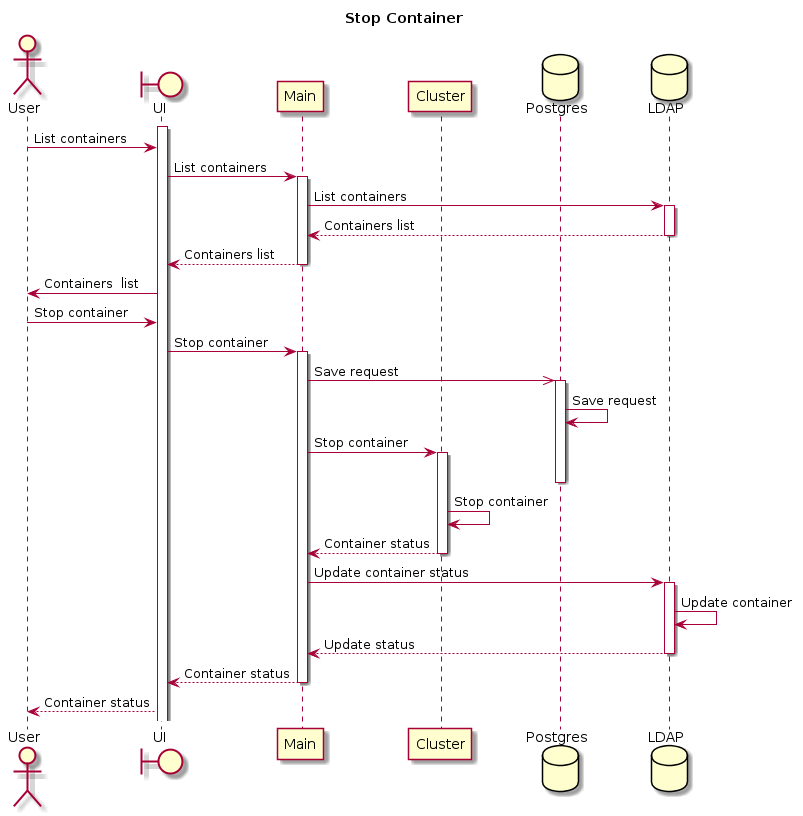 Stop Container
User
UI
Main
Cluster
Postgres
LDAP
List containers
List containers
List containers
Containers list
Containers list
Containers  list
Stop container
Stop container
Save request
Save request
Stop container
Stop container
Container status
Update container status
Update container
Update status
Container status
Container status
User
UI
Main
Cluster
Postgres
LDAP